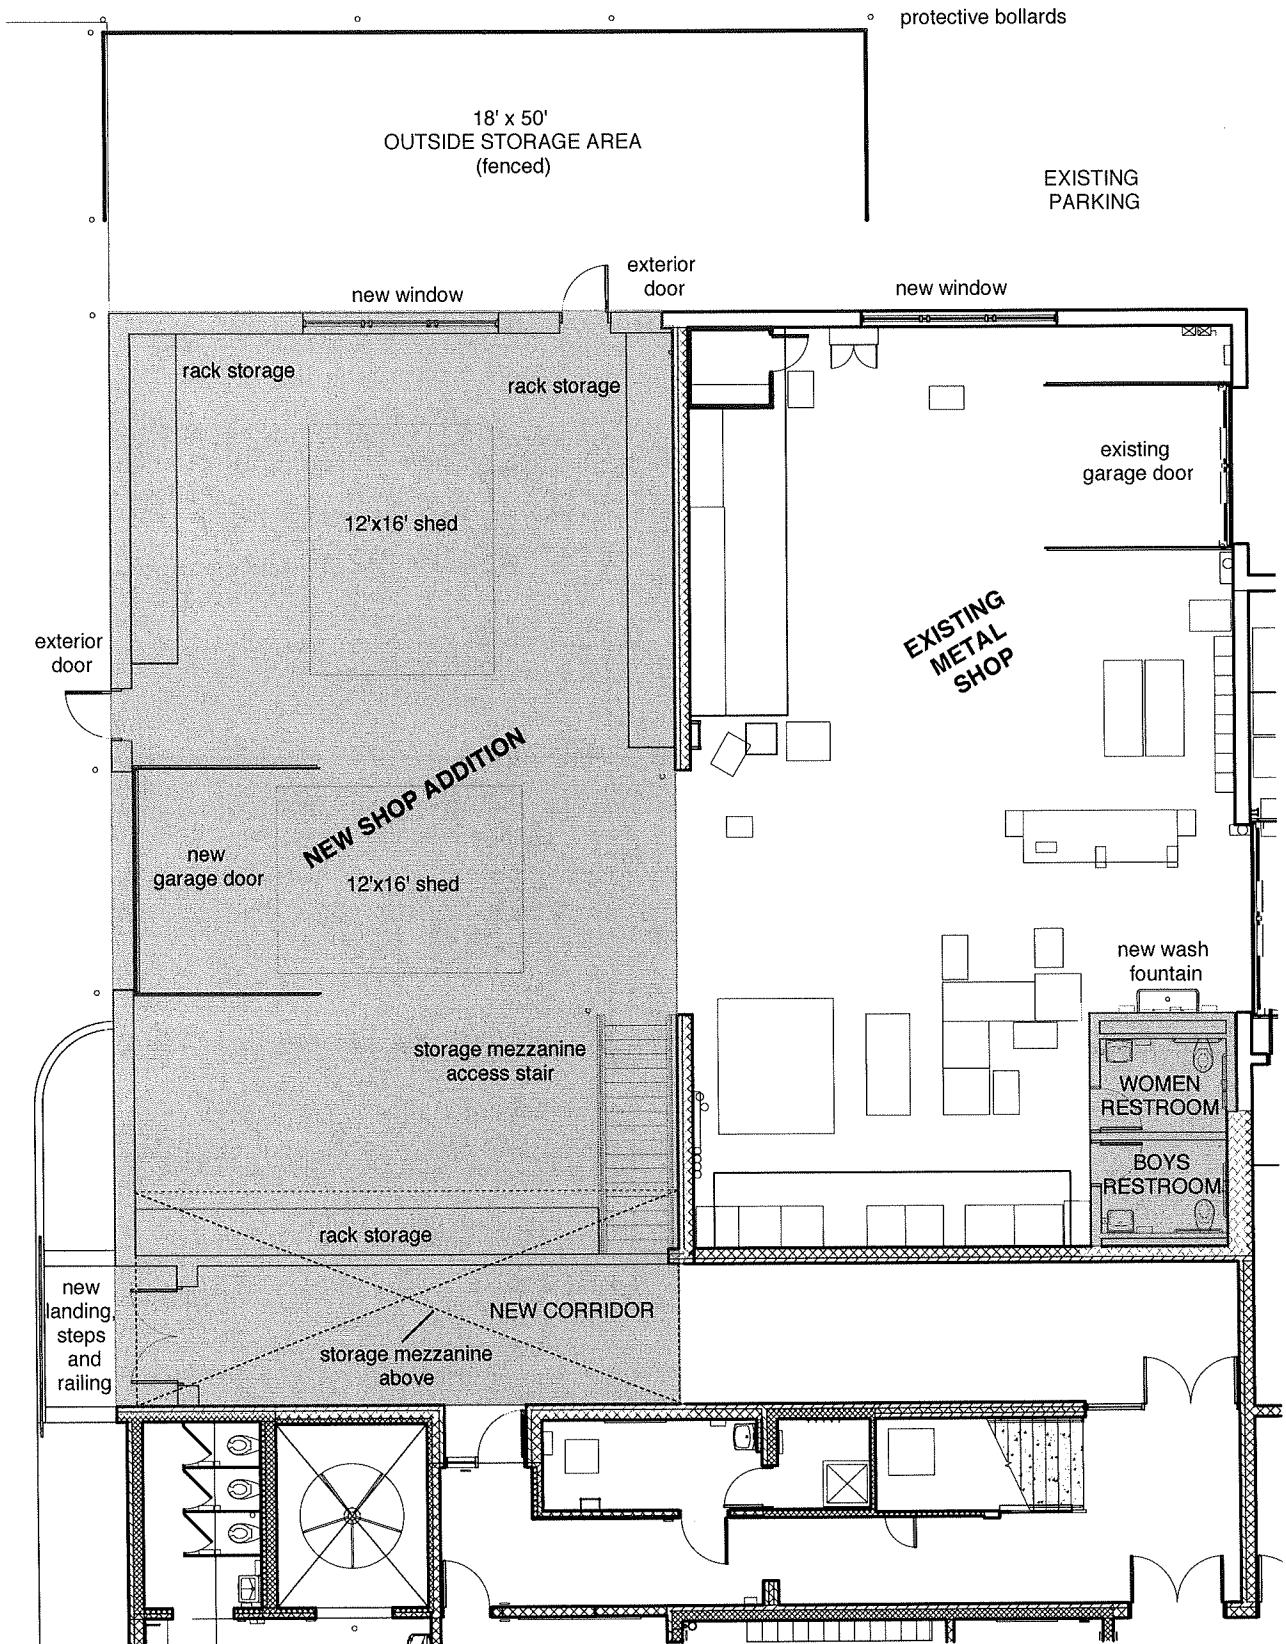 protective bollards
18' x 50'
OUTSIDE STORAGE AREA
(fenced)
EXISTING
PARKING
exterior
door
new window
new window
rack storage
rack storage
existing
garage door
12'x16' shed
EXISTING
METAL
SHOP
exterior
door
NEW SHOP ADDITION
new
garage door
12'x16' shed
new wash
fountain
storage mezzanine
access stair
WOMEN
RESTROOM
BOYS
RESTROOM
rack storage
new
landing,
steps
and
railing
NEW CORRIDOR
storage mezzanine
above